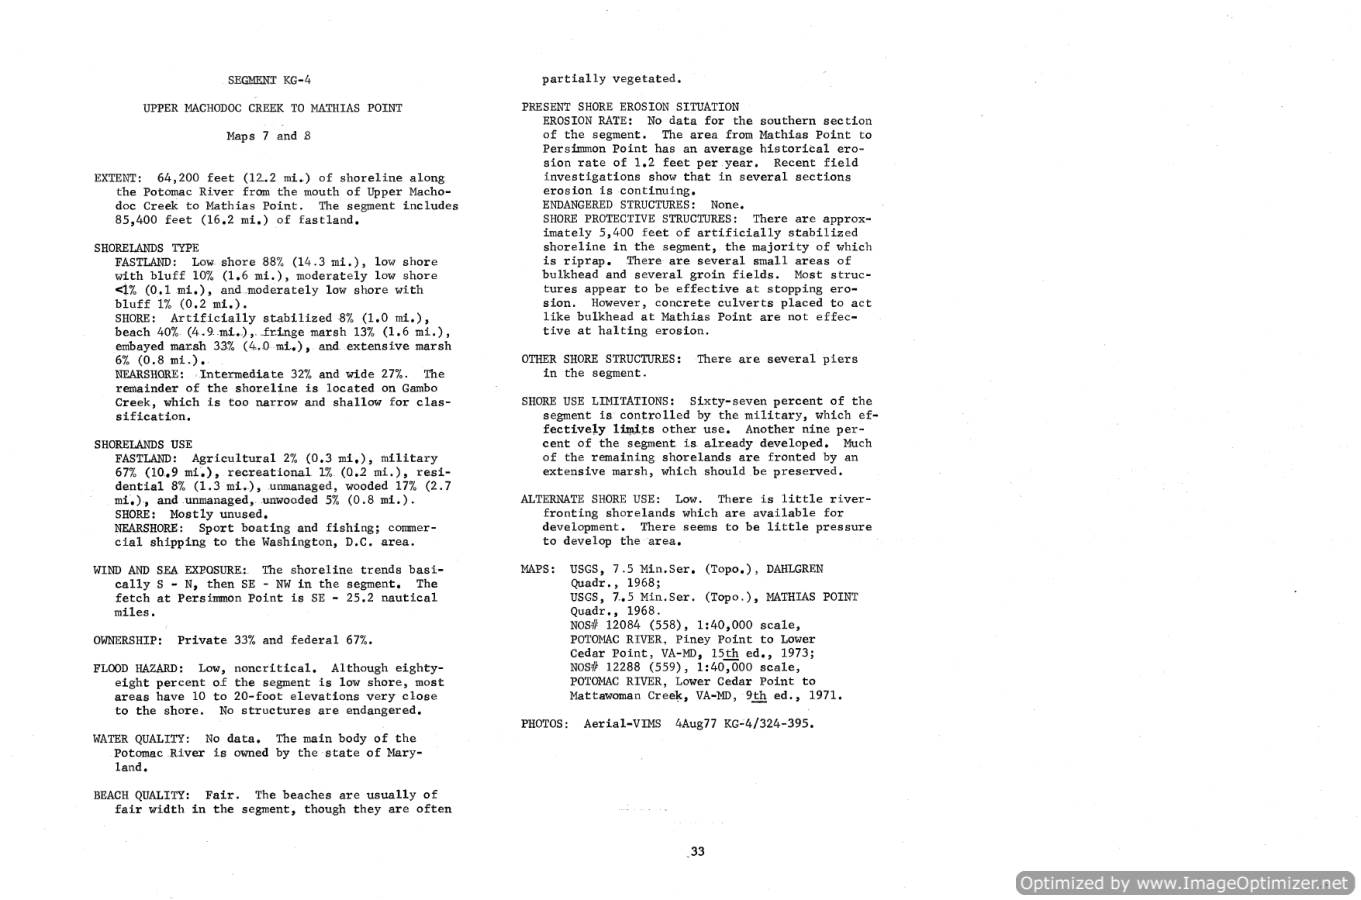 SEGMENT KG-4
UPPER MACHODOC CREEK TO MATHIAS POINT
Maps 7 and 8
EXTENT: 64,200 feet (12.2 mi.) of shoreline along
the Potomac River from the mouth of Upper Macho-
doc Creek to Mathias Point. The segment includes
85,400 feet (16.2 mi.) of fastland.
SHORELANDS TYPE
FASTLAND: Low shore 88% (14.3 mi.), low shore
with bluff 10% (1.6 mi.), moderately low shore
<1% (0.1 mi.), and moderately low shore with
bluff 1% (0.2 mi.).
SHORE: Artificially stabilized 8% (1.0 mi.),
beach 40% (4.9 mi.), fringe marsh 13% (1.6 mi.),
embayed marsh 33% (4.0 mi.), and extensive marsh
6% (0.8 mi.).
NEARSHORE: Intermediate 32% and wide 27%. The
remainder of the shoreline is located on Gambo
Creek, which is too narrow and shallow for clas-
sification.
SHORELANDS USE
FASTLAND: Agricultural 2% (0.3 mi.), military
67% (10.9 mi.), recreational 1% (0.2 mi.), resi-
dential 8% (1.3 mi.), unmanaged, wooded 17% (2.7
mi.), and unmanaged, unwooded 5% (0.8 mi.).
SHORE: Mostly unused.
NEARSHORE: Sport boating and fishing; commer-
cial shipping to the Washington, D.C. area.
WIND AND SEA EXPOSURE: The shoreline trends basi-
cally S - N, then SE - NW in the segment. The
fetch at Persimmon Point is SE - 25.2 nautical
miles.
OWNERSHIP: Private 33% and federal 67%.
FLOOD HAZARD: Low, noncritical. Although eighty-
eight percent of the segment is low shore, most
areas have 10 to 20-foot elevations very close
to the shore. No structures are endangered.
WATER QUALITY: No data. The main body of the
Potomac River is owned by the state of Mary-
land.
BEACH QUALITY: Fair. The beaches are usually of
fair width in the segment, though they are often
partially vegetated.
PRESENT SHORE EROSION SITUATION
EROSION RATE: No data for the southern section
of the segment. The area from Mathias Point to
Persimmon Point has an average historical ero-
sion rate of 1.2 feet per year. Recent field
investigations show that in several sections
erosion is continuing.
ENDANGERED STRUCTURES: None.
SHORE PROTECTIVE STRUCTURES: There are approx-
imately 5,400 feet of artificially stabilized
shoreline in the segment, the majority of which
is riprap. There are several small areas of
bulkhead and several groin fields. Most struc-
tures appear to be effective at stopping ero-
sion. However, concrete culverts placed to act
like bulkhead at Mathias Point are not effec-
tive at halting erosion.
OTHER SHORE STRUCTURES: There are several piers
in the segment.
SHORE USE LIMITATIONS: Sixty-seven percent of the
segment is controlled by the military, which ef-
fectively limits other use. Another nine per-
cent of the segment is already developed. Much
of the remaining shorelands are fronted by an
extensive marsh, which should be preserved.
ALTERNATE SHORE USE: Low. There is little river-
fronting shorelands which are available for
development. There seems to be little pressure
to develop the area.
MAPS: USGS, 7.5 Min.Ser. (Topo.), DAHLGREN
Quadr., 1968;
USGS, 7.5 Min.Ser. (Topo.), MATHIAS POINT
Quadr., 1968.
NOS# 12084 (558), 1:40,000 scale,
POTOMAC RIVER, Piney Point to Lower
Cedar Point, VA-MD, 15th ed., 1973;
NOS# 12288 (559), 1:40,000 scale,
POTOMAC RIVER, Lower Cedar Point to
Mattawoman Creek, VA-MD, 9th ed., 1971.
PHOTOS: Aerial-VIMS 4Aug77 KG-4/324-395.
33
Optimized by www.ImageOptimizer.net